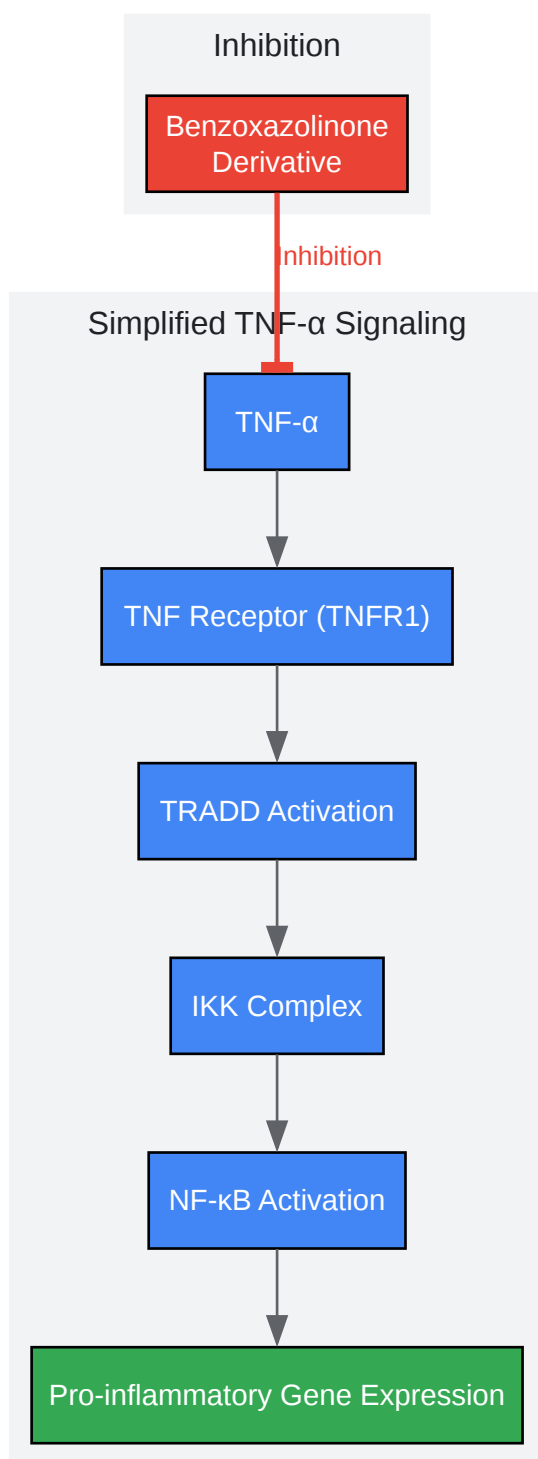 Inhibition
Benzoxazolinone
Derivative
Inhibition
Simplified TNF-α Signaling
TNF-α
TNF Receptor (TNFR1)
TRADD Activation
IKK Complex
NF-κB Activation
Pro-inflammatory Gene Expression